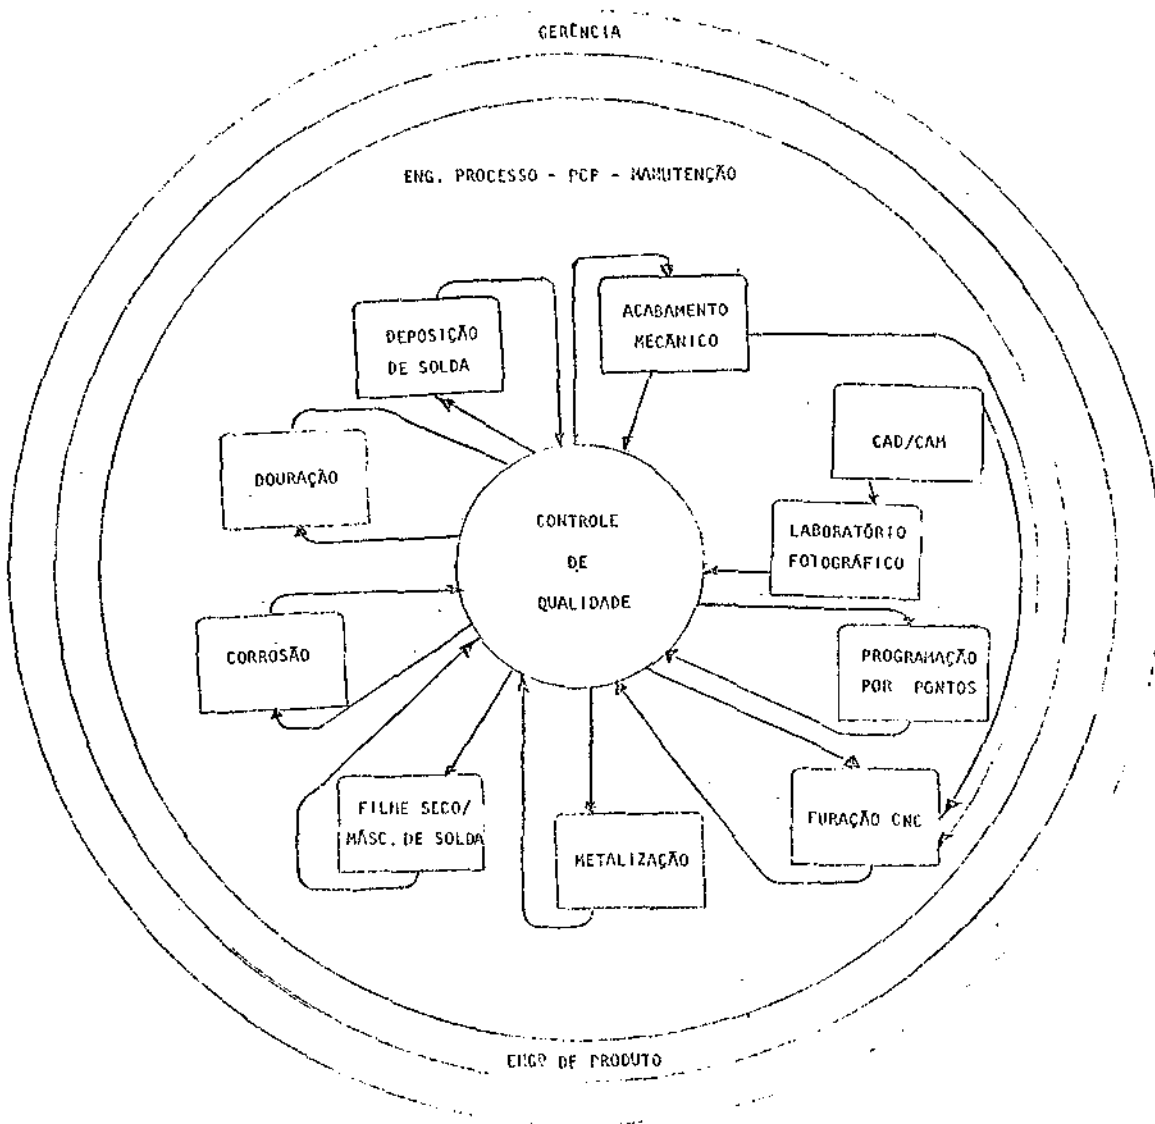 GERÊNCIA
ENG. PROCESSO - PCP - MANUTENÇÃO
ACABAMENTO
MECÂNICO
DEPOSIÇÃO
DE SOLDA
CAD/CAM
DOURAÇÃO
LABORATÓRIO
FOTOGRÁFICO
CONTROLE
DE
QUALIDADE
CORROSÃO
PROGRAMAÇÃO
POR PONTOS
FILME SECO/
MÁSC. DE SOLDA
METALIZAÇÃO
FURAÇÃO CNC
ENGª DE PRODUTO